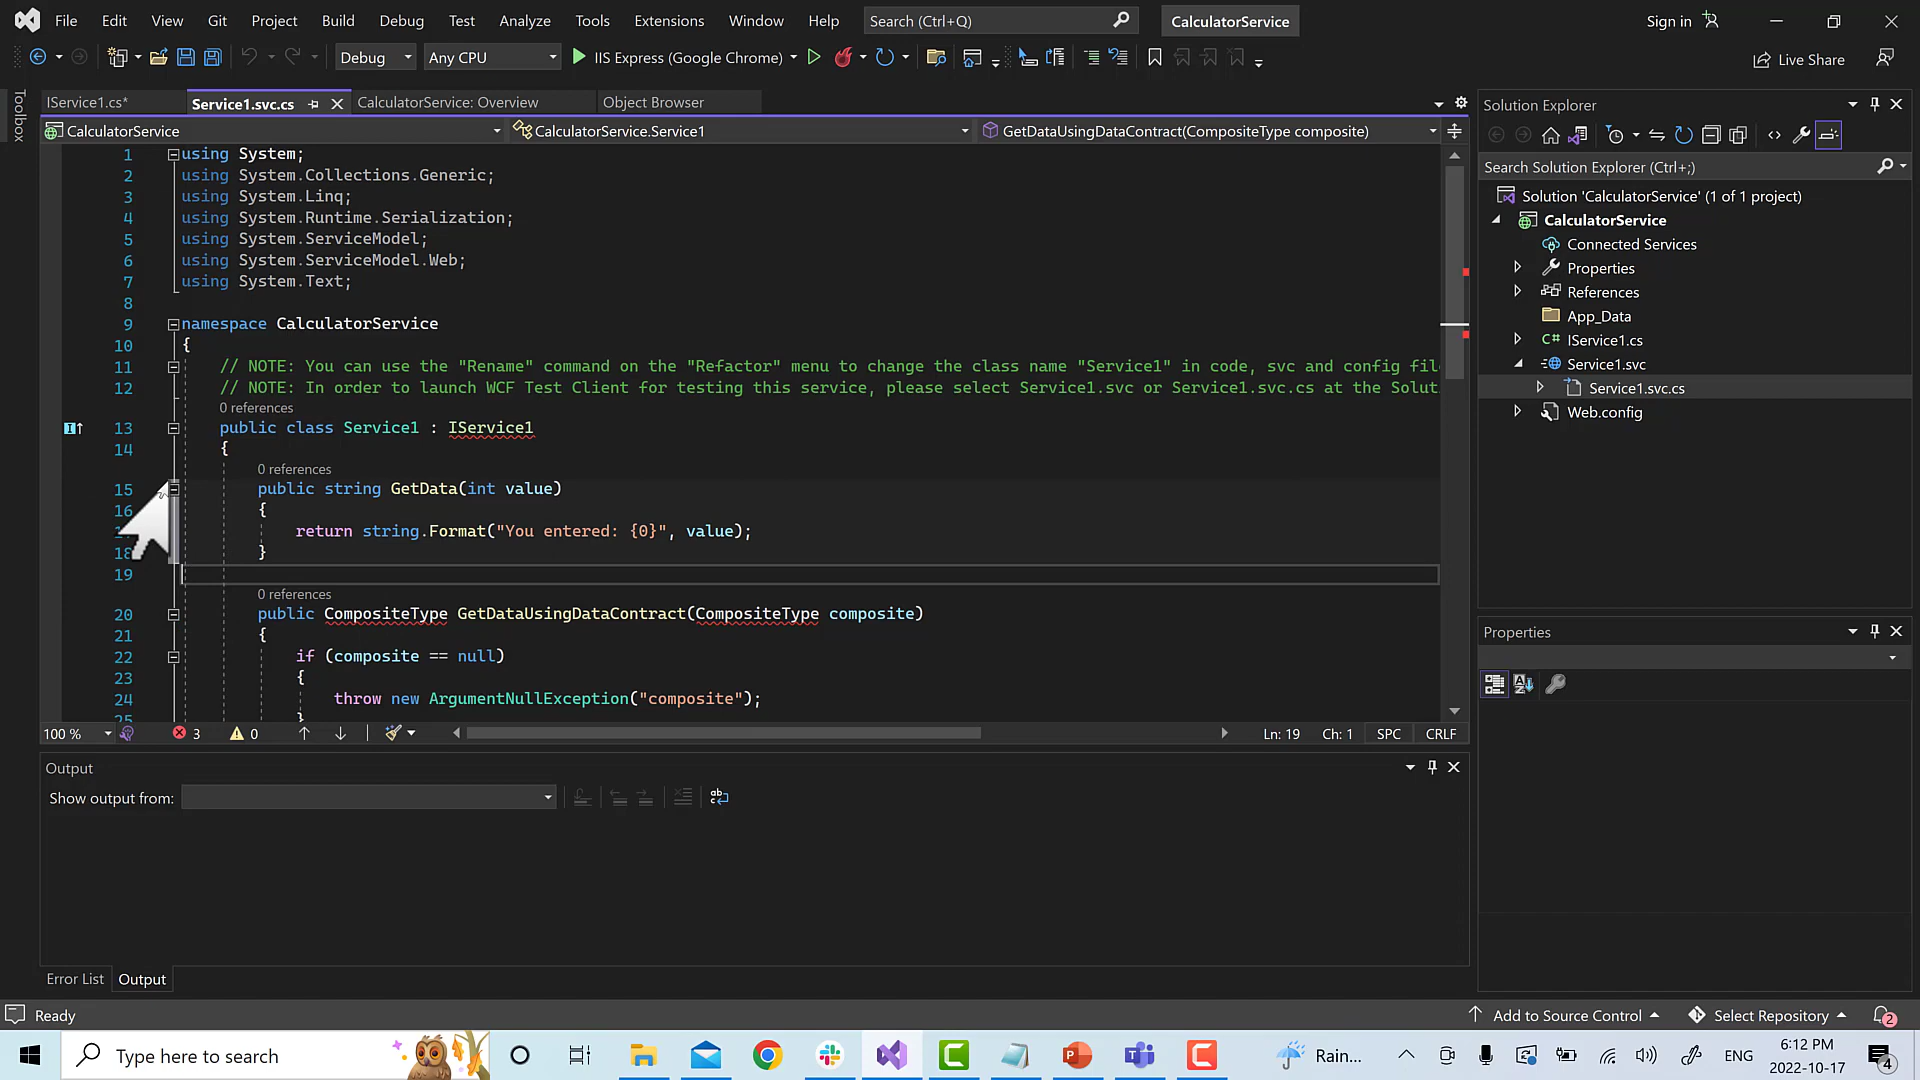 File Edit View Git Project Build Debug Test Analyze Tools Extensions Window Help Search (Ctrl+Q) CalculatorService Sign in
Debug Any CPU IIS Express (Google Chrome) Live Share
Toolbox
IService1.cs* Service1.svc.cs CalculatorService: Overview Object Browser
CalculatorService CalculatorService.Service1 GetDataUsingDataContract(CompositeType composite)
1 using System;
2 using System.Collections.Generic;
3 using System.Linq;
4 using System.Runtime.Serialization;
5 using System.ServiceModel;
6 using System.ServiceModel.Web;
7 using System.Text;
8
9 namespace CalculatorService
10 {
11 // NOTE: You can use the "Rename" command on the "Refactor" menu to change the class name "Service1" in code, svc and config fil
12 // NOTE: In order to launch WCF Test Client for testing this service, please select Service1.svc or Service1.svc.cs at the Solut
0 references
13 public class Service1 : IService1
14 {
0 references
15 public string GetData(int value)
16 {
return string.Format("You entered: {0}", value);
18 }
19
0 references
20 public CompositeType GetDataUsingDataContract(CompositeType composite)
21 {
22 if (composite == null)
23 {
24 throw new ArgumentNullException("composite");
25 }
100 % 3 0 Ln: 19 Ch: 1 SPC CRLF
Output
Show output from:
Error List Output
Solution Explorer
Search Solution Explorer (Ctrl+;)
Solution 'CalculatorService' (1 of 1 project)
CalculatorService
Connected Services
Properties
References
App_Data
IService1.cs
Service1.svc
Service1.svc.cs
Web.config
Properties
Ready Add to Source Control Select Repository 2
Type here to search Rain... ENG 6:12 PM
2022-10-17 4